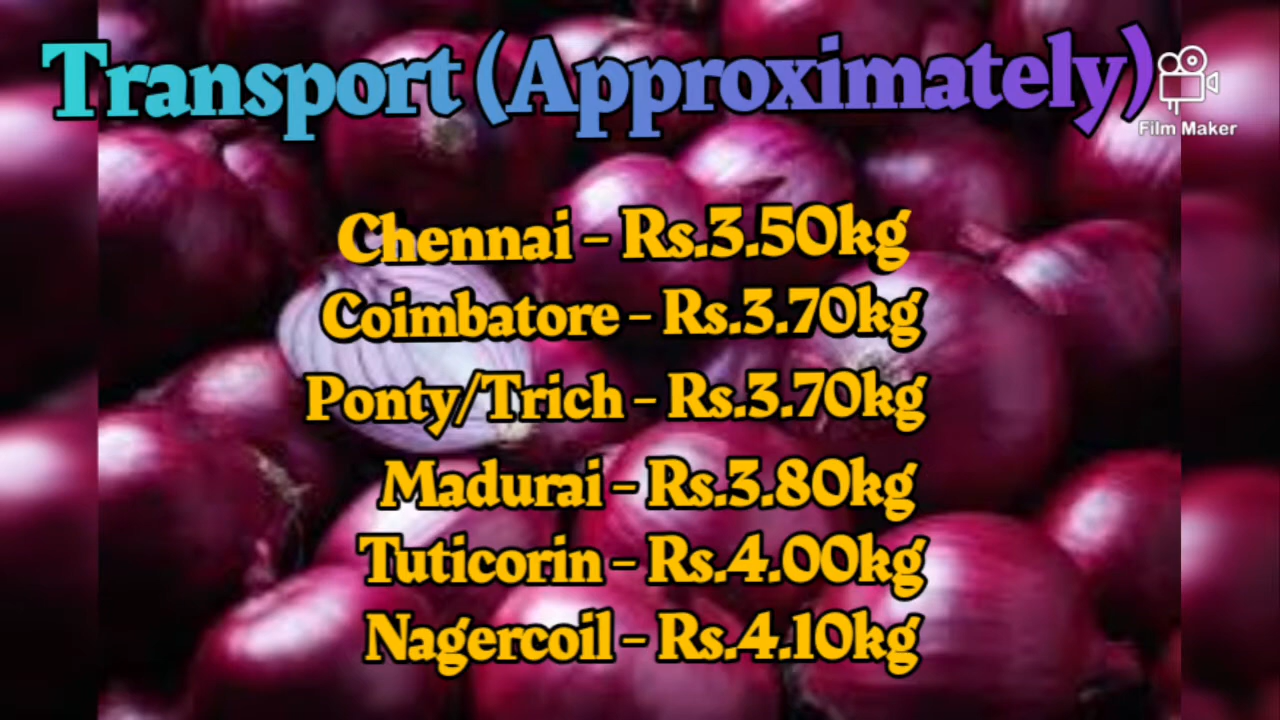 Transport (Approximately)
Film Maker
Chennai - Rs.3.50kg
Coimbatore - Rs.3.70kg
Ponty/Trich - Rs.3.70kg
Madurai - Rs.3.80kg
Tuticorin - Rs.4.00kg
Nagercoil - Rs.4.10kg